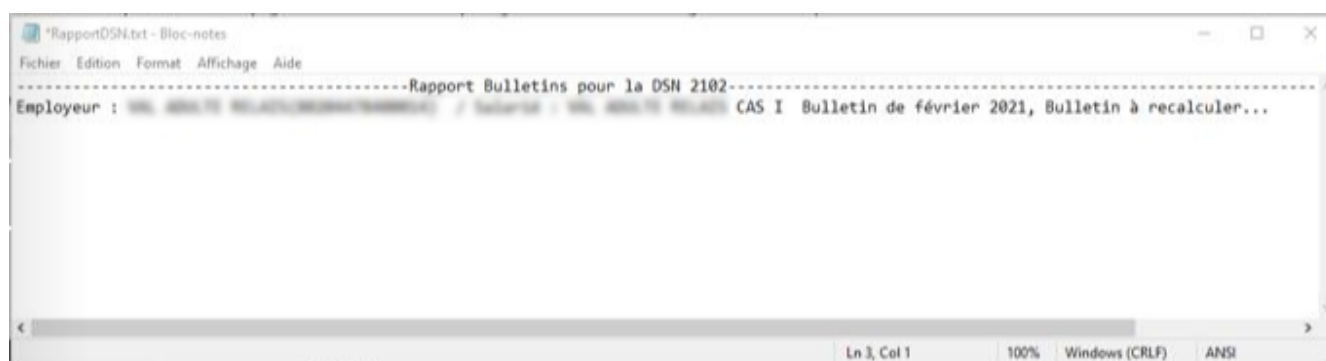 *RapportDSN.txt - Bloc-notes
Fichier Edition Format Affichage Aide
----------------------------------------Rapport Bulletins pour la DSN 2102----------------------------------------
Employeur : / Salarié : CAS I Bulletin de février 2021, Bulletin à recalculer...
Ln 3, Col 1 100% Windows (CRLF) ANSI